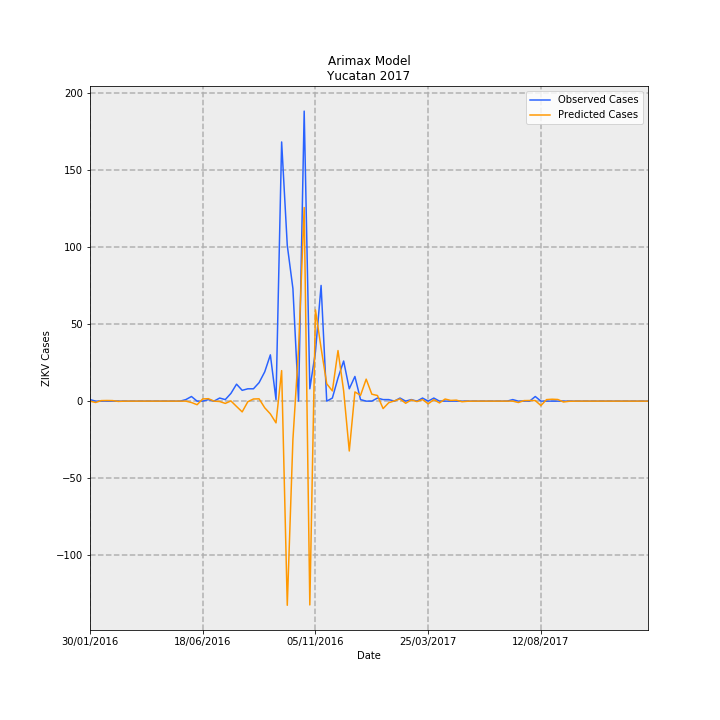 Arimax Model
Yucatan 2017
Observed Cases
Predicted Cases
200
150
100
50
0
−50
−100
ZIKV Cases
30/01/2016 18/06/2016 05/11/2016 25/03/2017 12/08/2017
Date